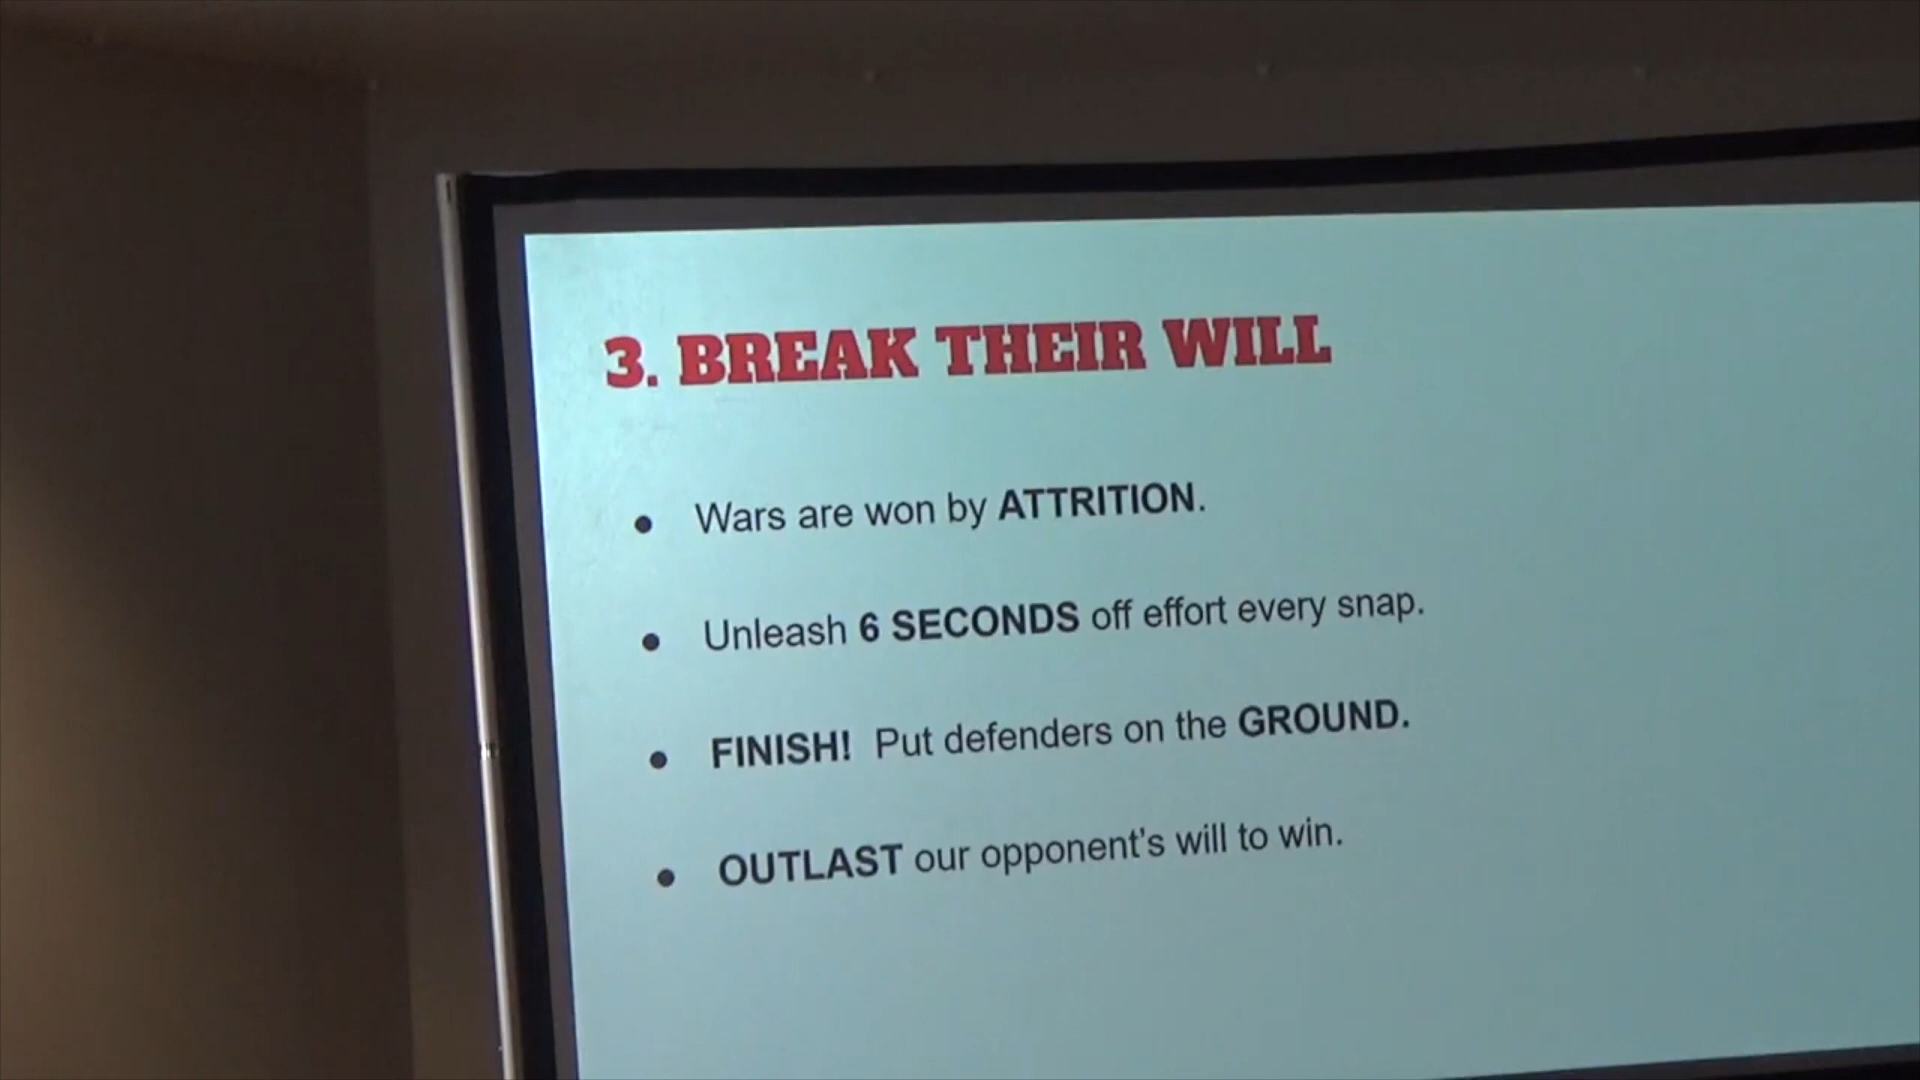 3. BREAK THEIR WILL
● Wars are won by ATTRITION.
● Unleash 6 SECONDS off effort every snap.
● FINISH! Put defenders on the GROUND.
● OUTLAST our opponent's will to win.